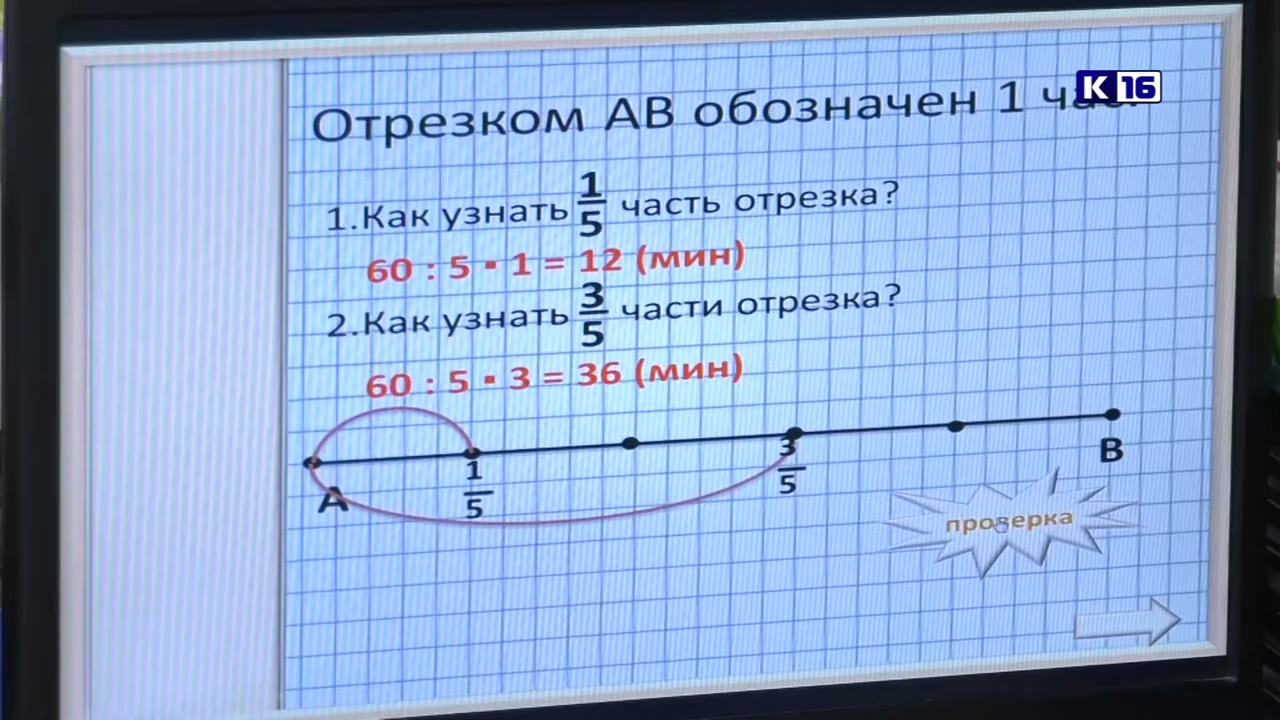 К 16
Отрезком АВ обозначен 1
1.Как узнать 1/5 часть отрезка?
60 : 5 ▪ 1 = 12 (мин)
2.Как узнать 3/5 части отрезка?
60 : 5 ▪ 3 = 36 (мин)
А
1/5
3/5
В
проверка